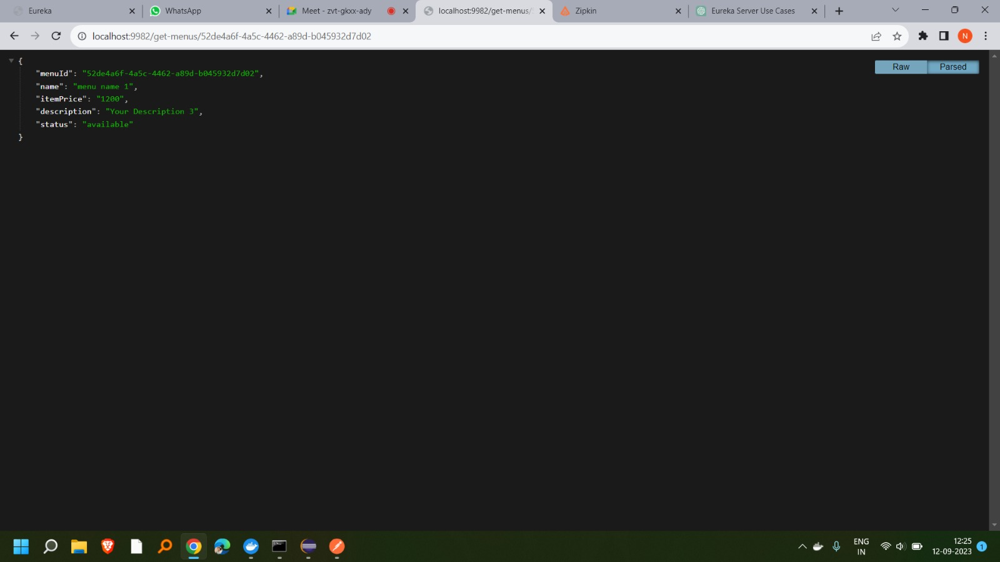 Eureka
WhatsApp
Meet - zvt-gkxx-ady
localhost:9982/get-menus/
Zipkin
Eureka Server Use Cases
localhost:9982/get-menus/52de4a6f-4a5c-4462-a89d-b045932d7d02
N
Raw
Parsed
{
"menuId": "52de4a6f-4a5c-4462-a89d-b045932d7d02",
"name": "menu name 1",
"itemPrice": "1200",
"description": "Your Description 3",
"status": "available"
}
ENG
IN
12:25
12-09-2023
1